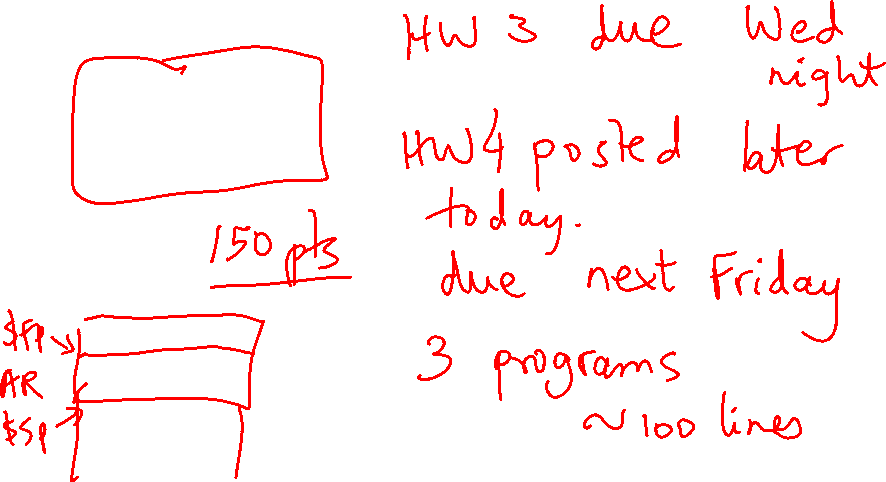 HW 3 due Wed
night
HW4 posted later
today.
150 pts
due next Friday
$fp
3 programs
AR
$sp
~100 lines